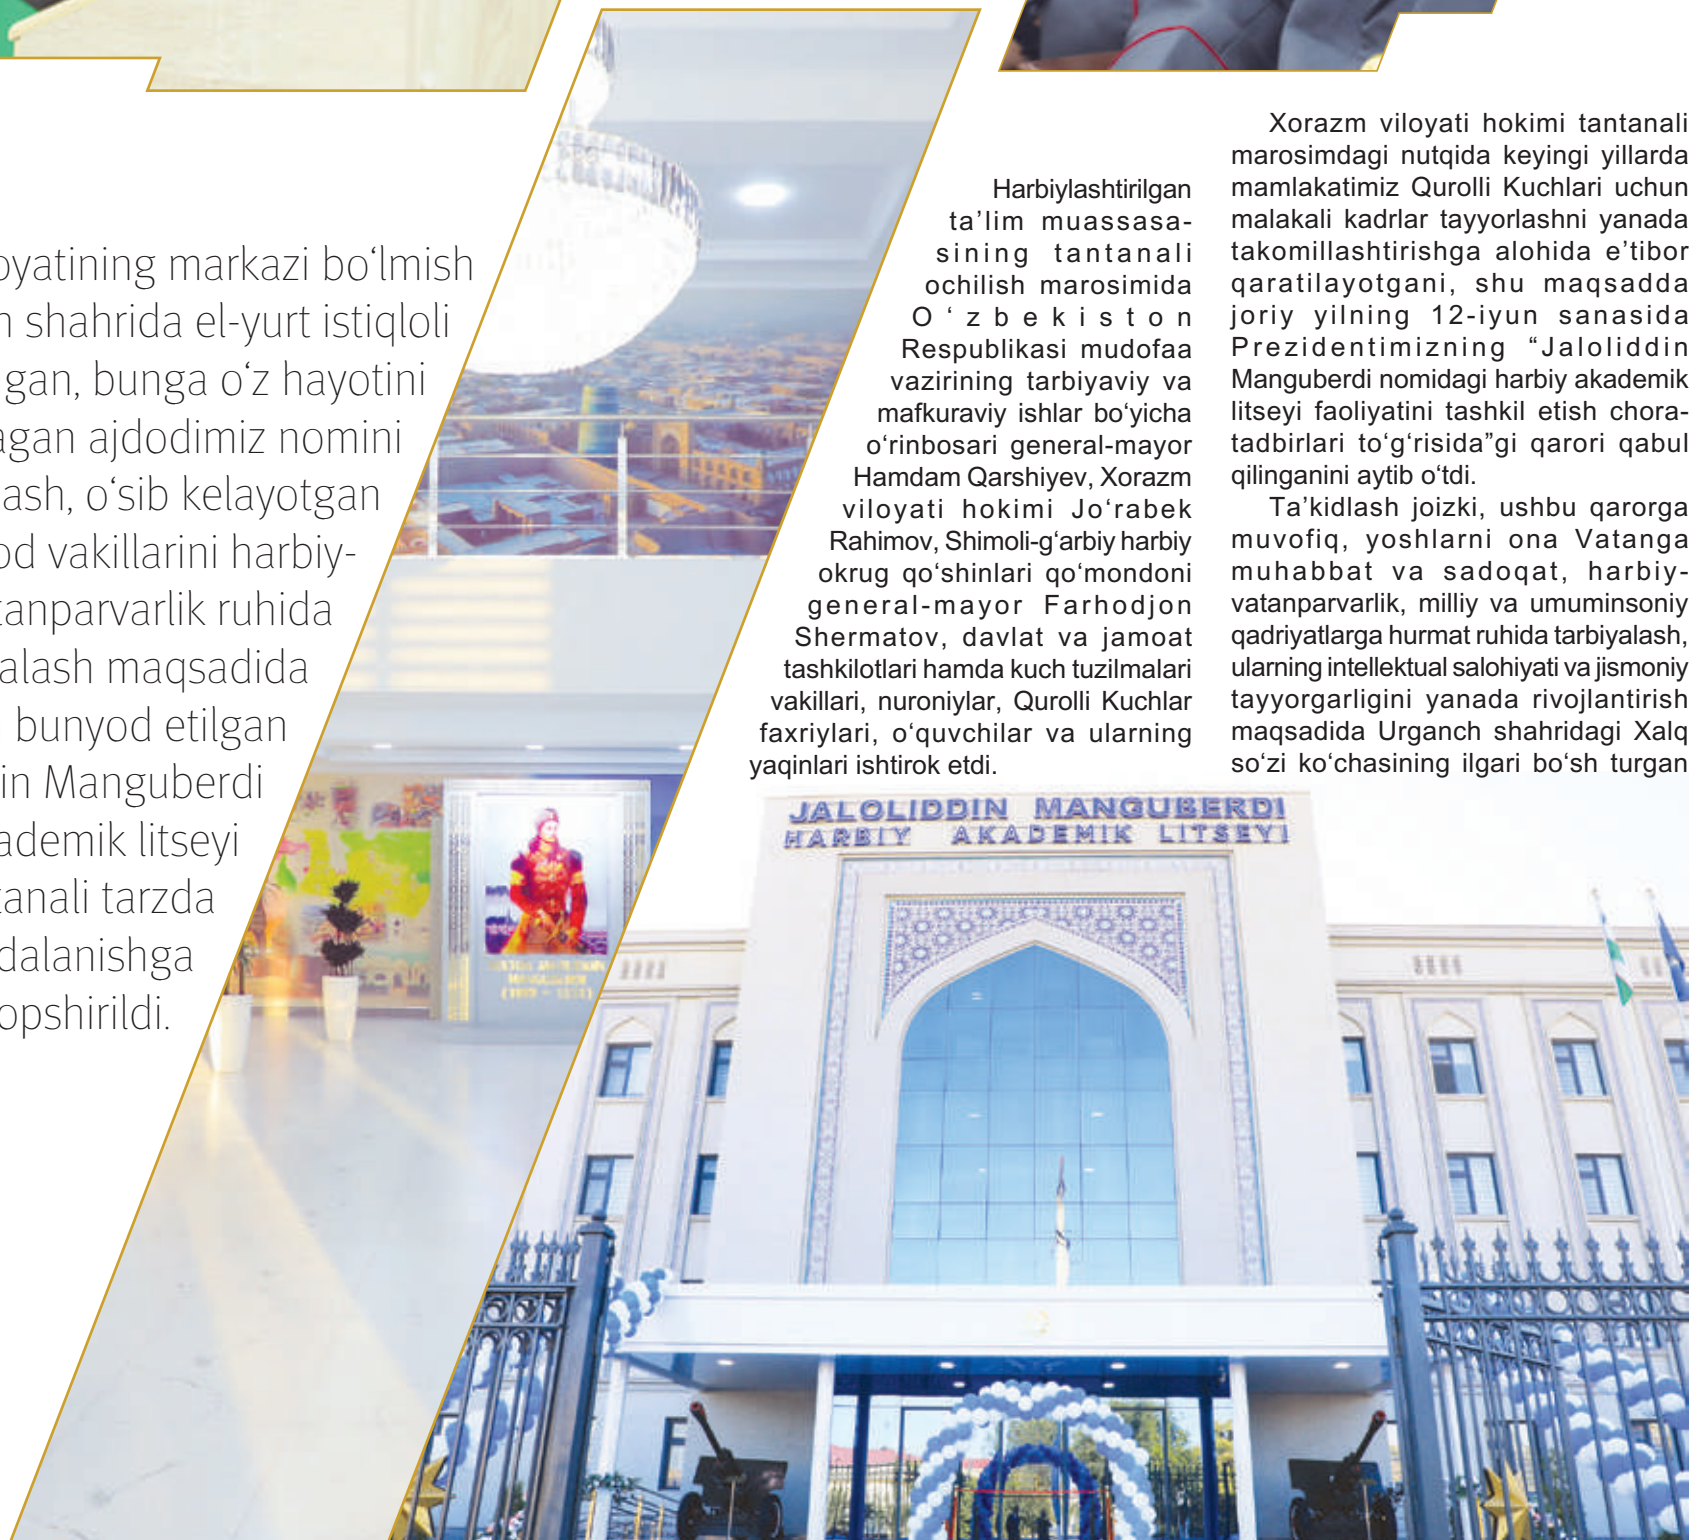 oyatining markazi bo‘lmish
n shahrida el-yurt istiqloli
gan, bunga o‘z hayotini
agan ajdodimiz nomini
ash, o‘sib kelayotgan
od vakillarini harbiy-
tanparvarlik ruhida
alash maqsadida
bunyod etilgan
in Manguberdi
ademik litseyi
tanali tarzda
dalanishga
opshirildi.
Harbiylashtirilgan
ta’lim muassasa-
sining tantanali
ochilish marosimida
O‘zbekiston
Respublikasi mudofaa
vazirining tarbiyaviy va
mafkuraviy ishlar bo‘yicha
o‘rinbosari general-mayor
Hamdam Qarshiyev, Xorazm
viloyati hokimi Jo‘rabek
Rahimov, Shimoli-g‘arbiy harbiy
okrug qo‘shinlari qo‘mondoni
general-mayor Farhodjon
Shermatov, davlat va jamoat
tashkilotlari hamda kuch tuzilmalari
vakillari, nuroniylar, Qurolli Kuchlar
faxriylari, o‘quvchilar va ularning
yaqinlari ishtirok etdi.
Xorazm viloyati hokimi tantanali
marosimdagi nutqida keyingi yillarda
mamlakatimiz Qurolli Kuchlari uchun
malakali kadrlar tayyorlashni yanada
takomillashtirishga alohida e’tibor
qaratilayotgani, shu maqsadda
joriy yilning 12-iyun sanasida
Prezidentimizning “Jaloliddin
Manguberdi nomidagi harbiy akademik
litseyi faoliyatini tashkil etish chora-
tadbirlari to‘g‘risida”gi qarori qabul
qilinganini aytib o‘tdi.
Ta’kidlash joizki, ushbu qarorga
muvofiq, yoshlarni ona Vatanga
muhabbat va sadoqat, harbiy-
vatanparvarlik, milliy va umuminsoniy
qadriyatlarga hurmat ruhida tarbiyalash,
ularning intellektual salohiyati va jismoniy
tayyorgarligini yanada rivojlantirish
maqsadida Urganch shahridagi Xalq
so‘zi ko‘chasining ilgari bo‘sh turgan
JALOLIDDIN MANGUBERDI
HARBIY AKADEMIK LITSEYI